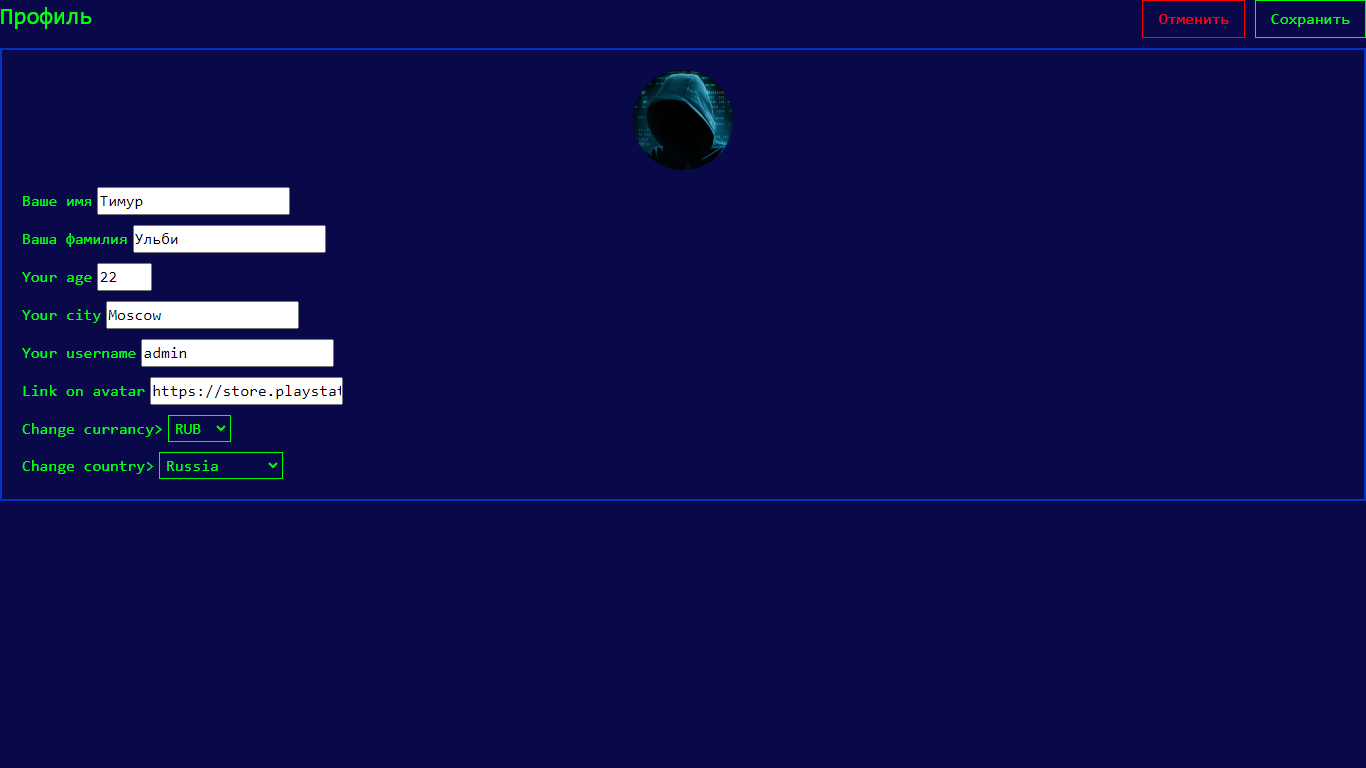 Профиль
Отменить Сохранить
Ваше имя Тимур
Ваша фамилия Ульби
Your age 22
Your city Moscow
Your username admin
Link on avatar https://store.playstat
Change currancy> RUB
Change country> Russia